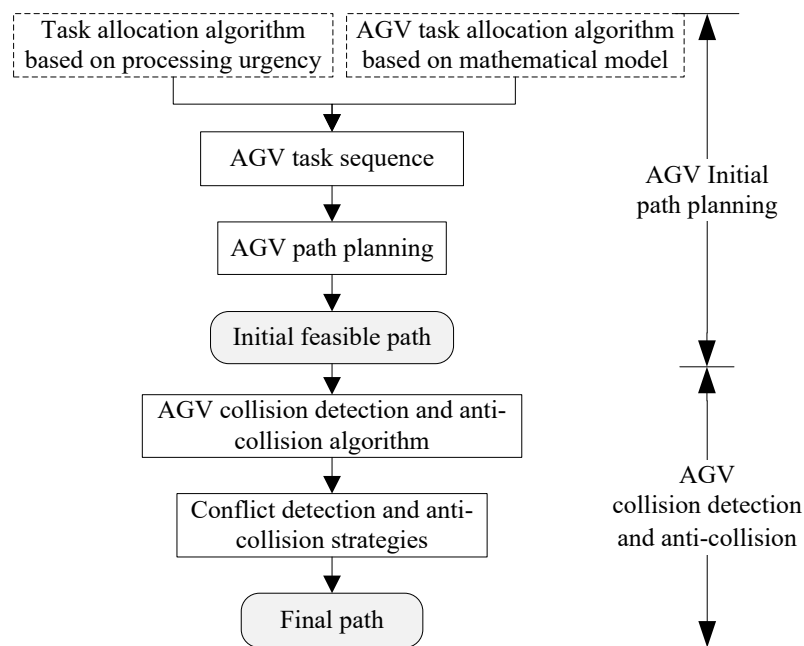 Task allocation algorithm
based on processing urgency
AGV task allocation algorithm
based on mathematical model
AGV task sequence
AGV path planning
Initial feasible path
AGV collision detection and anti-
collision algorithm
Conflict detection and anti-
collision strategies
Final path
AGV Initial
path planning
AGV
collision detection
and anti-collision